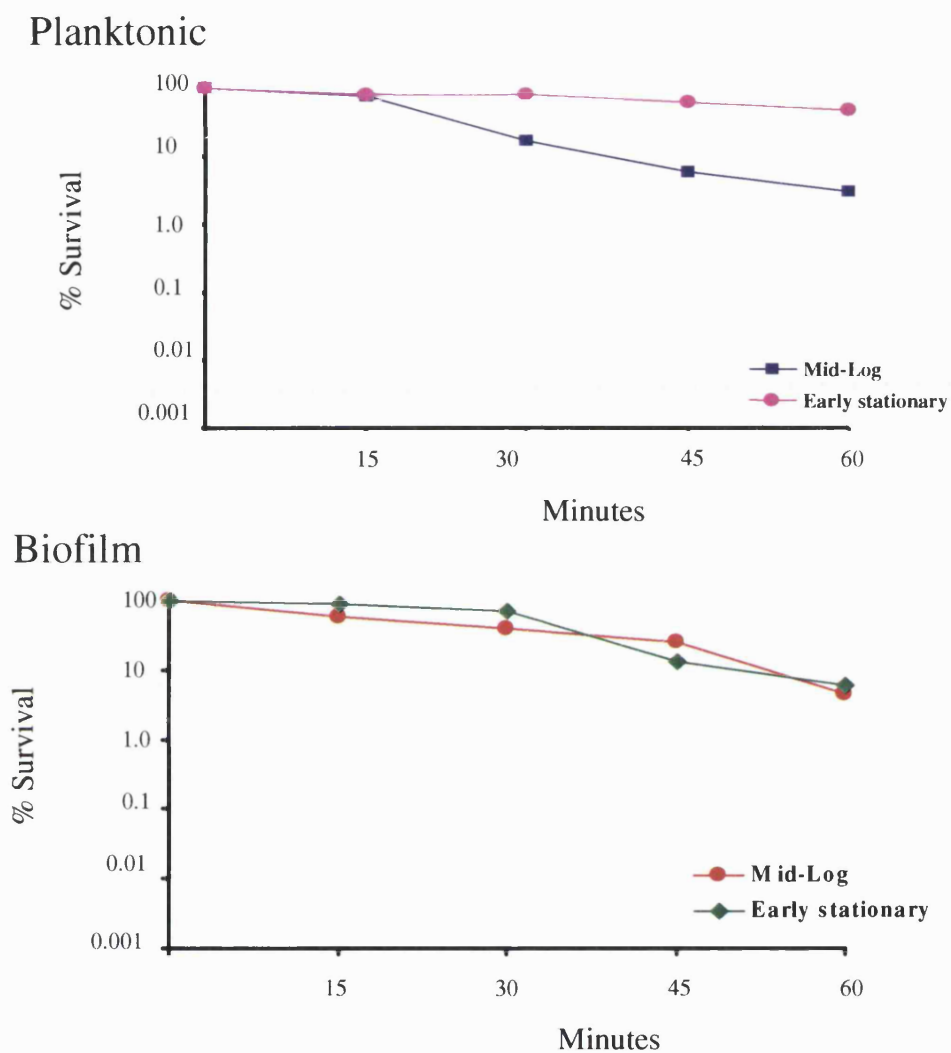 Planktonic
100
10
1.0
0.1
0.01
0.001
% Survival
Mid-Log
Early stationary
15 30 45 60
Minutes
Biofilm
100
10
1.0
0.1
0.01
0.001
% Survival
Mid-Log
Early stationary
15 30 45 60
Minutes